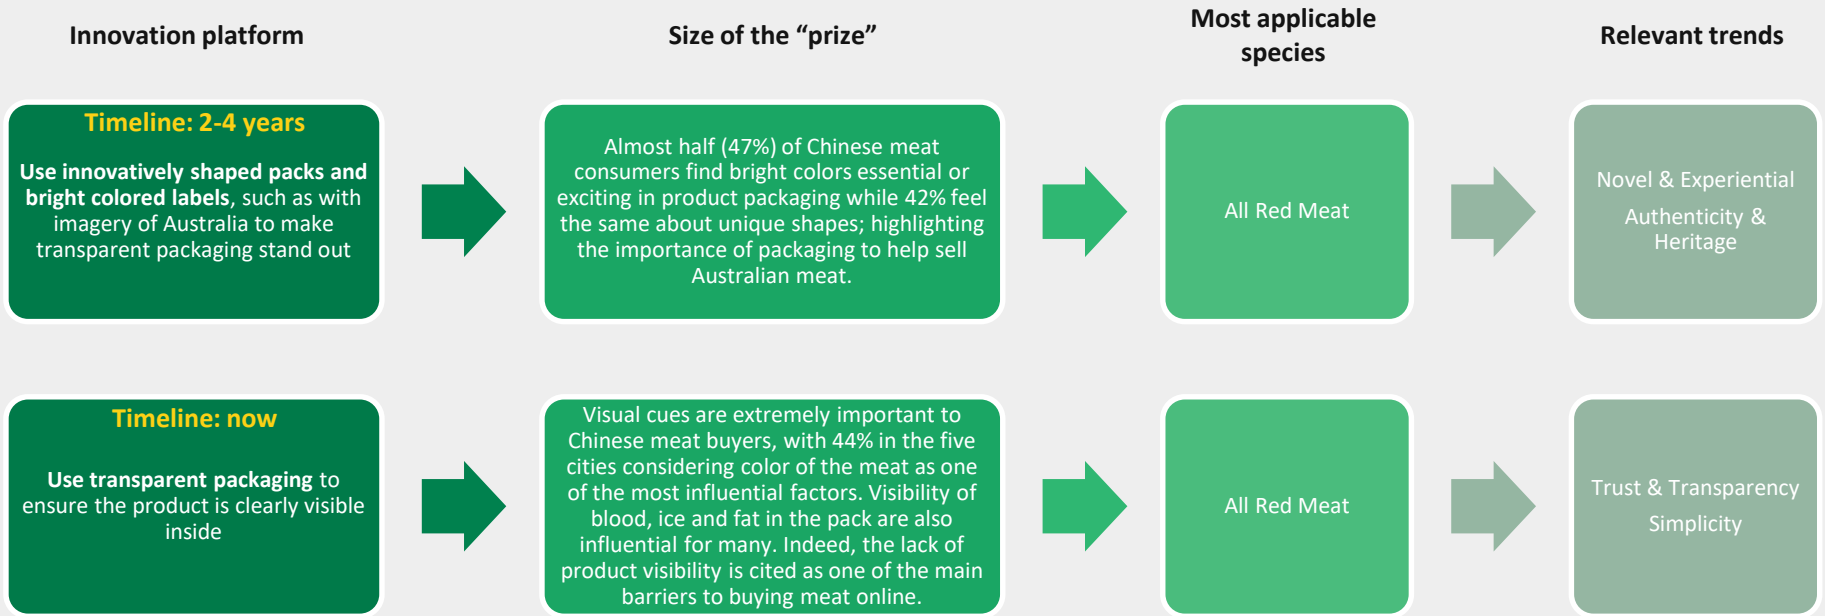 Innovation platform
Size of the “prize”
Most applicable
species
Relevant trends
Timeline: 2-4 years
Use innovatively shaped packs and
bright colored labels, such as with
imagery of Australia to make
transparent packaging stand out
Almost half (47%) of Chinese meat
consumers find bright colors essential or
exciting in product packaging while 42% feel
the same about unique shapes; highlighting
the importance of packaging to help sell
Australian meat.
All Red Meat
Novel & Experiential
Authenticity &
Heritage
Timeline: now
Use transparent packaging to
ensure the product is clearly visible
inside
Visual cues are extremely important to
Chinese meat buyers, with 44% in the five
cities considering color of the meat as one
of the most influential factors. Visibility of
blood, ice and fat in the pack are also
influential for many. Indeed, the lack of
product visibility is cited as one of the main
barriers to buying meat online.
All Red Meat
Trust & Transparency
Simplicity